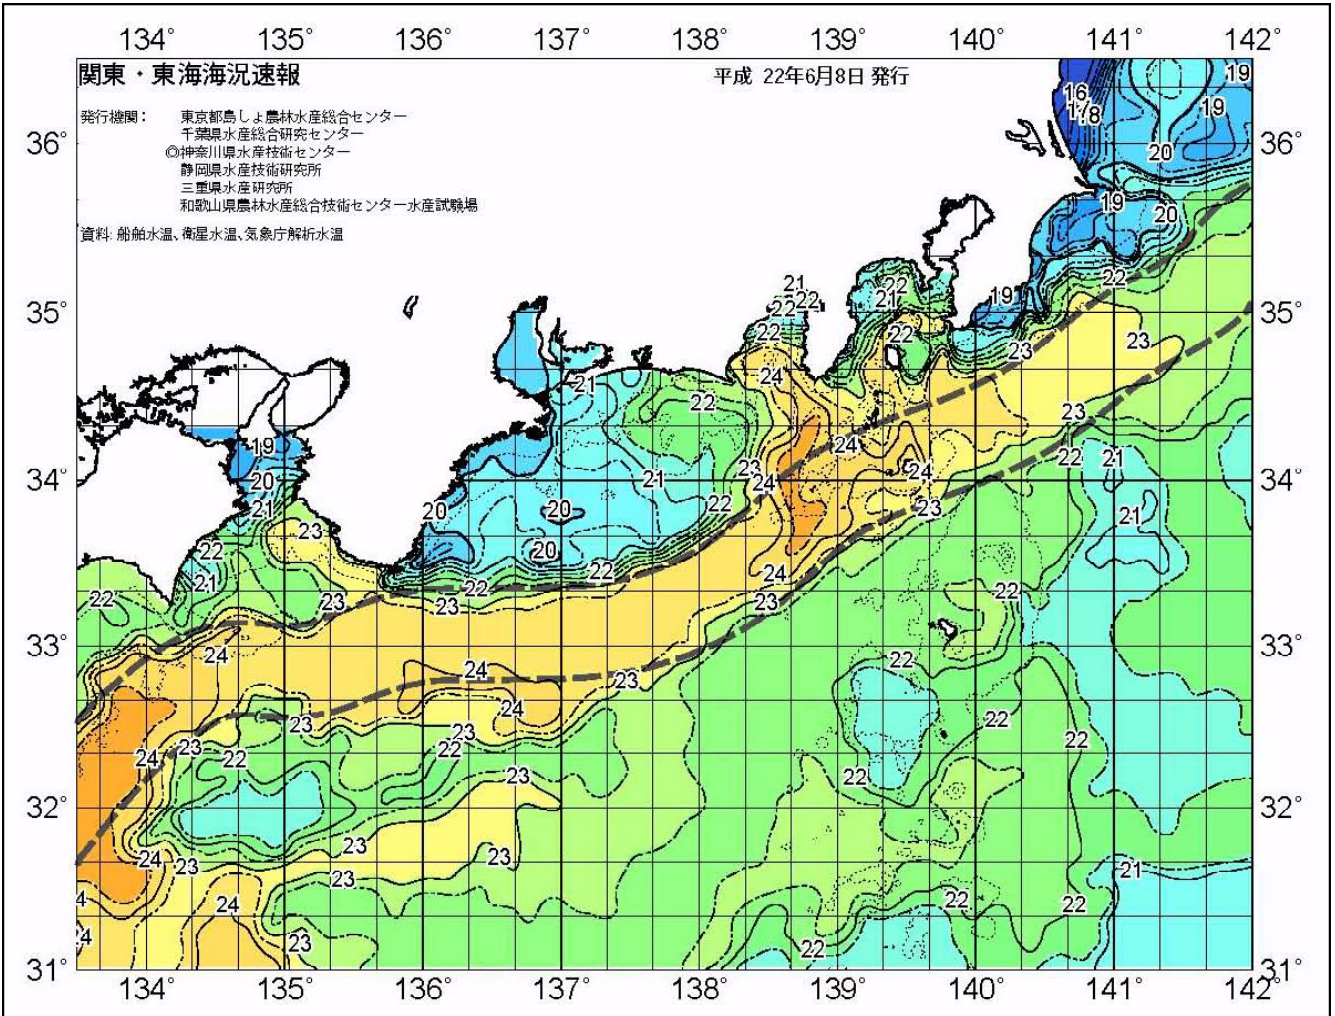 134° 135° 136° 137° 138° 139° 140° 141° 142°
関東・東海海況速報
平成 22年6月8日 発行
発行機関： 東京都島しょ農林水産総合センター
千葉県水産総合研究センター
◎神奈川県水産技術センター
静岡県水産技術研究所
三重県水産研究所
和歌山県農林水産総合技術センター水産試験場
資料: 船舶水温、衛星水温、気象庁解析水温
19
16
19
36° 20 36°
19 20
21 22
22 22 21 19
35° 22 22 35°
22 23 23
24
21 22 23
19 24
34° 20 21 23 24 24 22 21 34°
21 20 20 22 23 21
23
22 20 22 24
21 22 23
22 23 23 22
33° 24 24 22 33°
23 24 22
23 23 22 22
24 22 23 22
32° 32°
23 23
24 23 23 21
24 22 22
23 22
31° 31°
134° 135° 136° 137° 138° 139° 140° 141° 142°